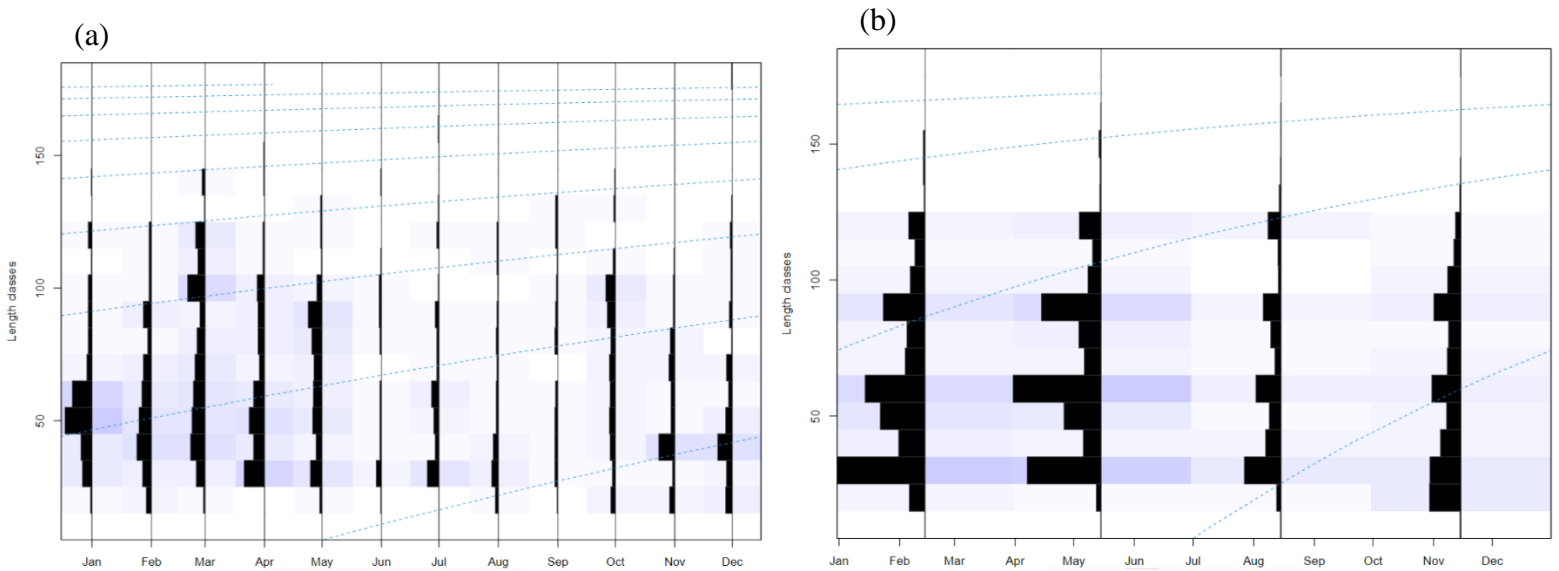 (a)
Length classes
150
100
50
Jan Feb Mar Apr May Jun Jul Aug Sep Oct Nov Dec
(b)
Length classes
150
100
50
Jan Feb Mar Apr May Jun Jul Aug Sep Oct Nov Dec